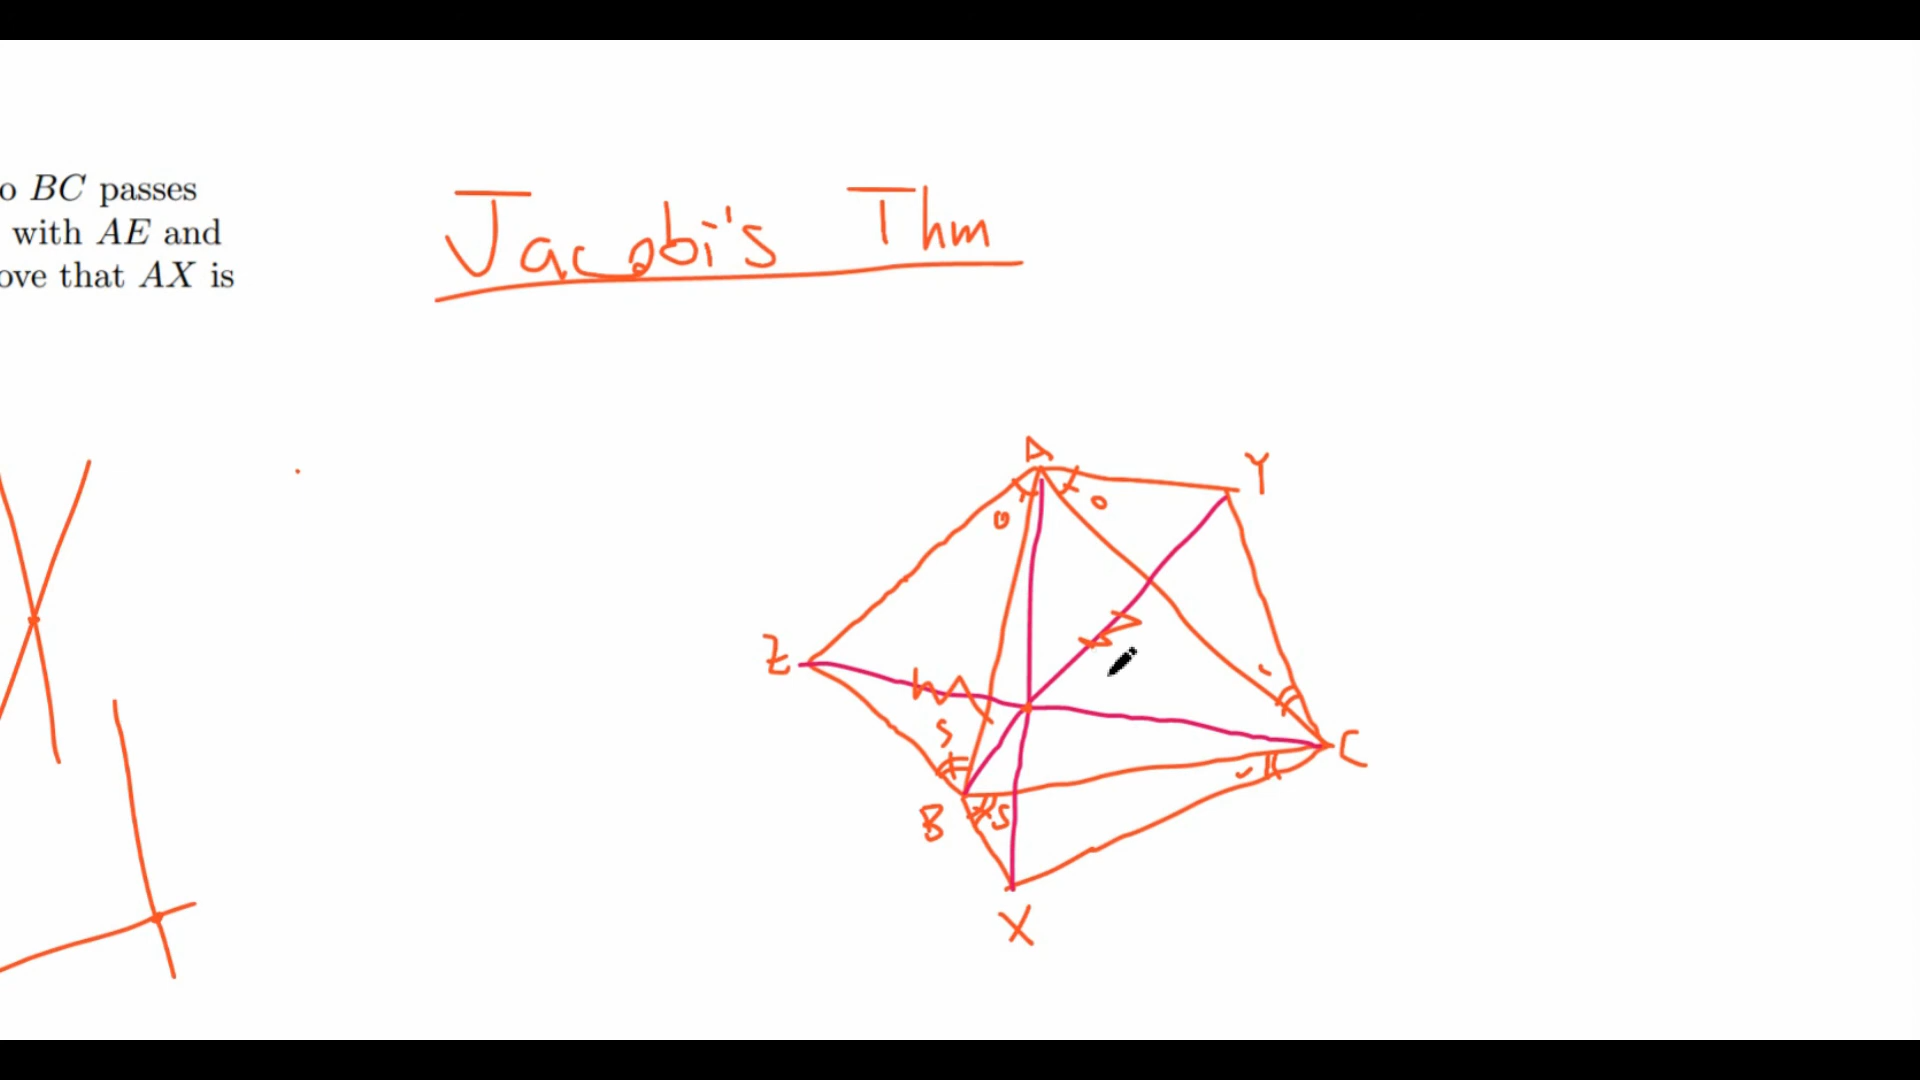 o BC passes
with AE and
ove that AX is
Jacobi's Thm
A
Y
Z
B
C
X